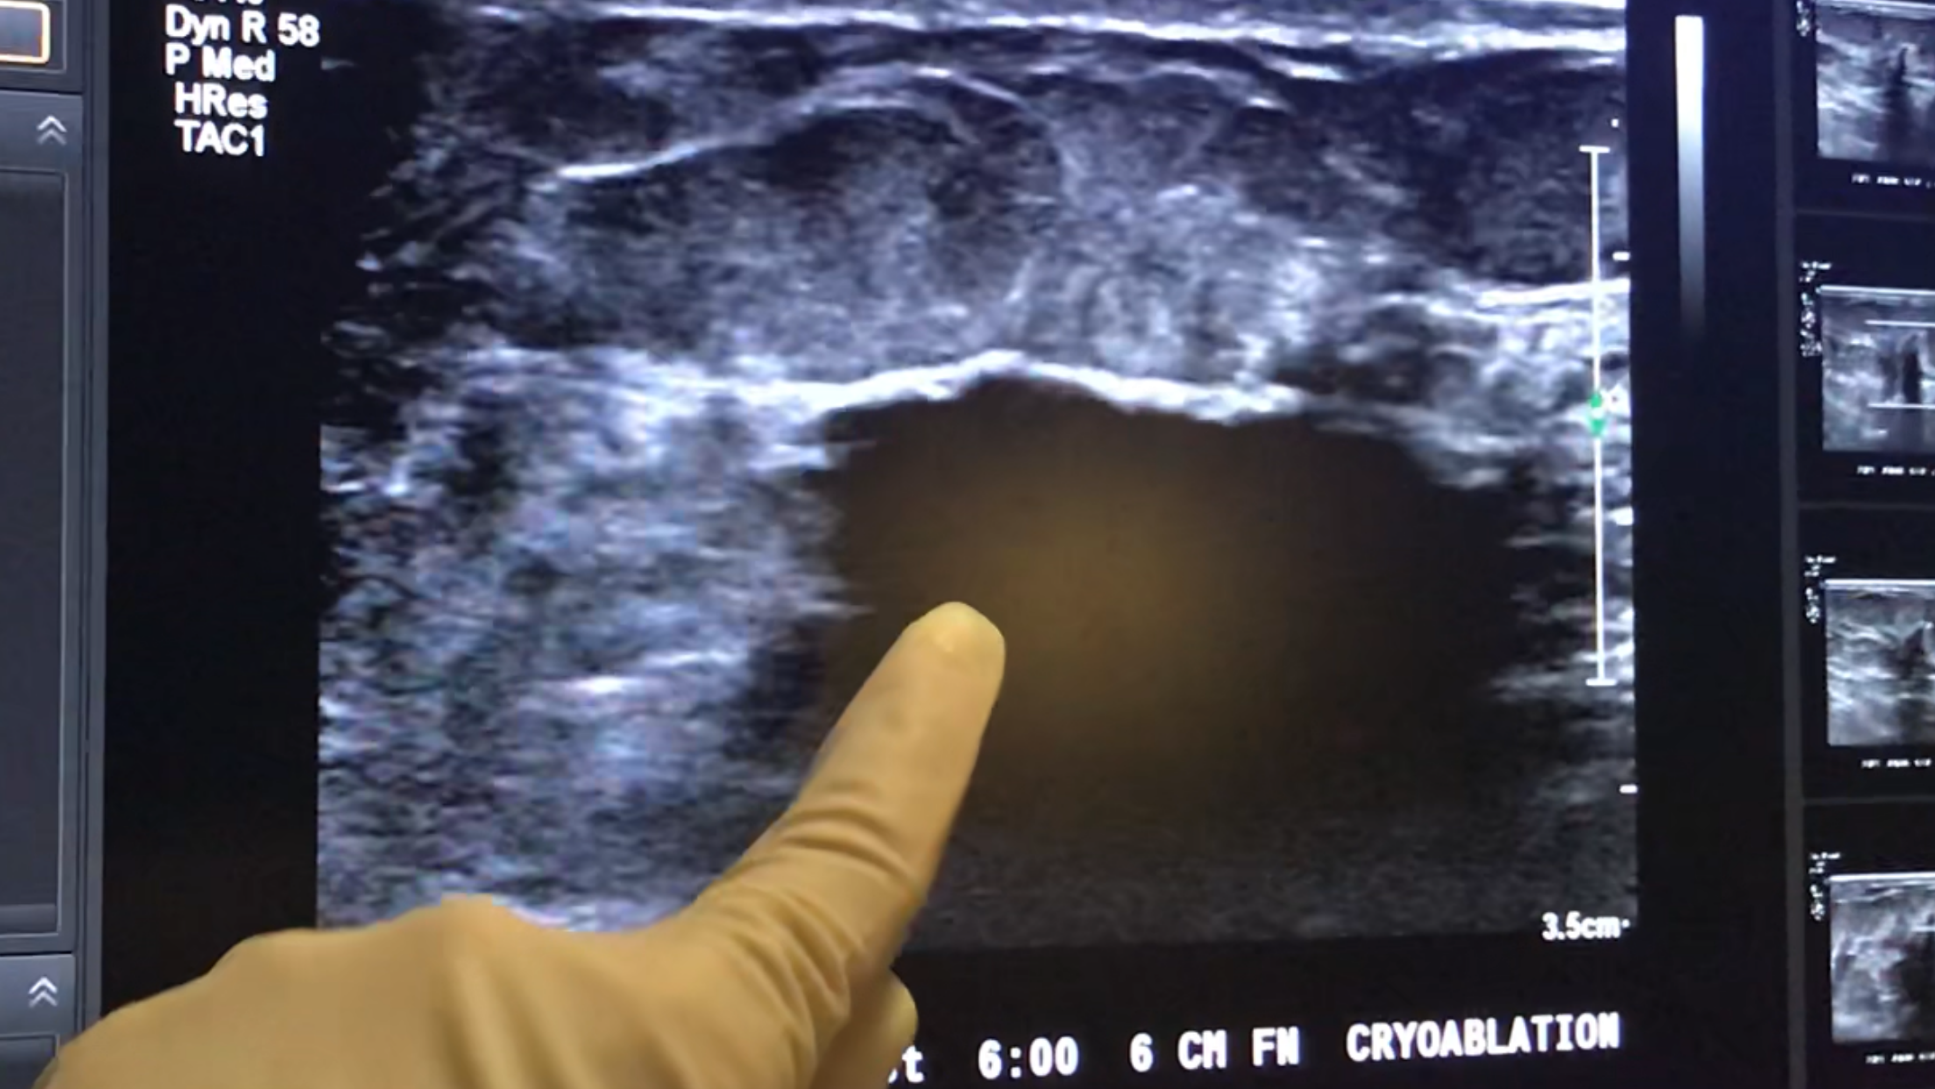 Dyn R 58
P Med
HRes
TAC1
3.5cm
6:00 6 CM FN CRYOABLATION